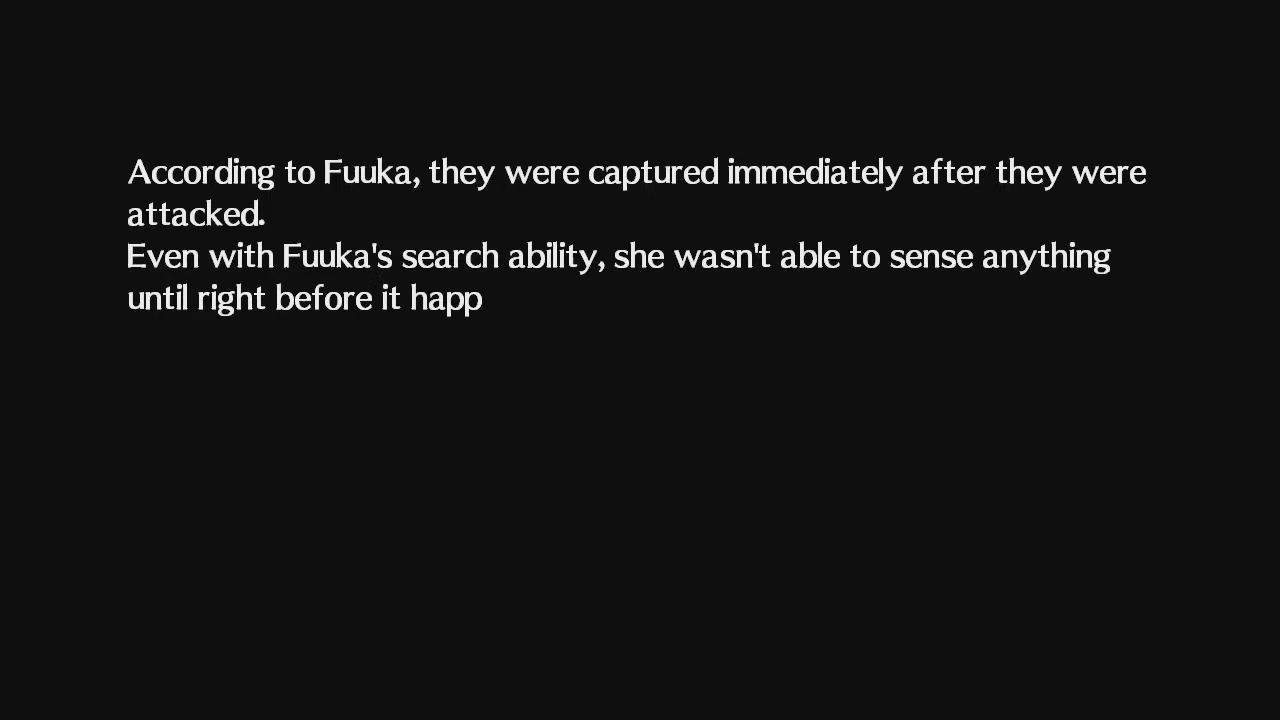 According to Fuuka, they were captured immediately after they were
attacked.
Even with Fuuka's search ability, she wasn't able to sense anything
until right before it happ